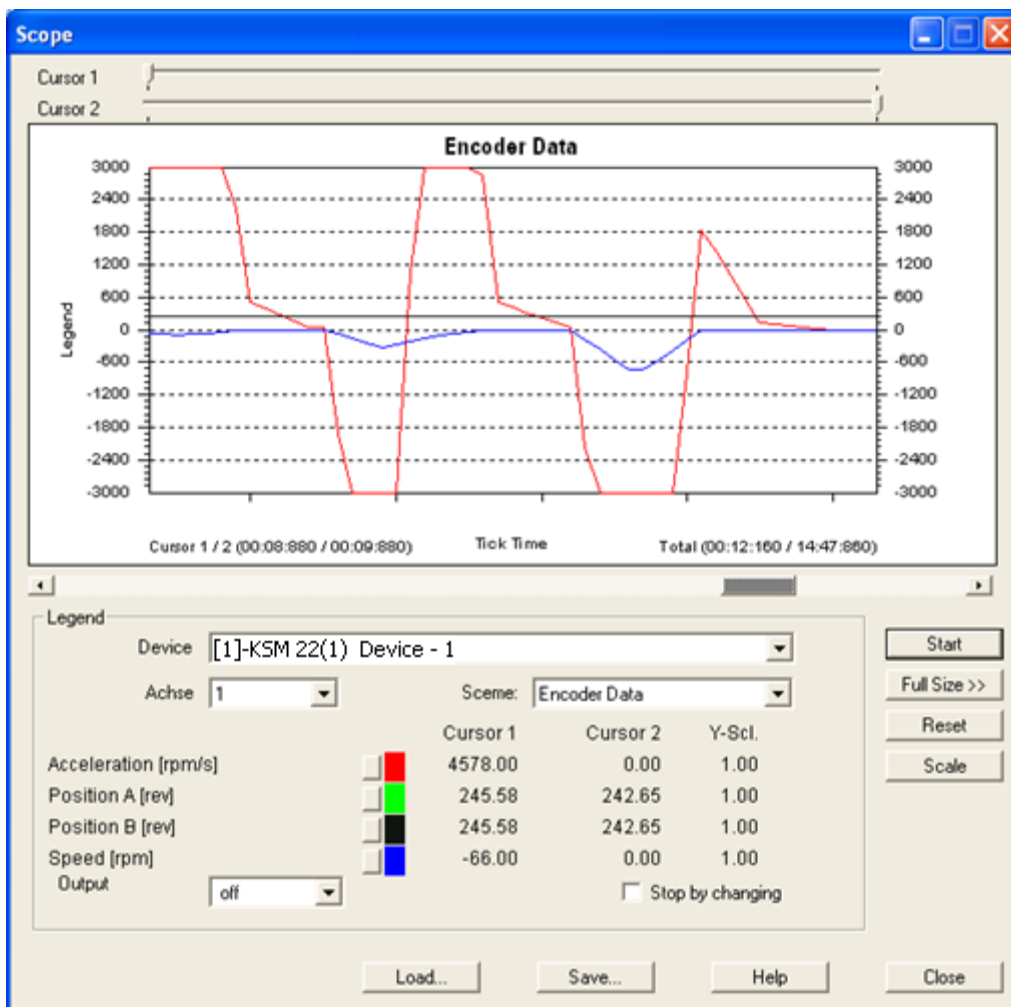 Scope
Cursor 1
Cursor 2
Encoder Data
3000 3000
2400 2400
1800 1800
1200 1200
600 600
0 0
-600 -600
-1200 -1200
-1800 -1800
-2400 -2400
-3000 -3000
Legend
Cursor 1 / 2 (00:08:880 / 00:09:880) Tick Time Total (00:12:160 / 14:47:860)
Legend
Device [1]-KSM 22(1) Device - 1 Start
Achse 1 Sceme: Encoder Data Full Size >>
Cursor 1 Cursor 2 Y-Scl. Reset
Acceleration [rpm/s] 4578.00 0.00 1.00 Scale
Position A [rev] 245.58 242.65 1.00
Position B [rev] 245.58 242.65 1.00
Speed [rpm] -66.00 0.00 1.00
Output off Stop by changing
Load... Save... Help Close